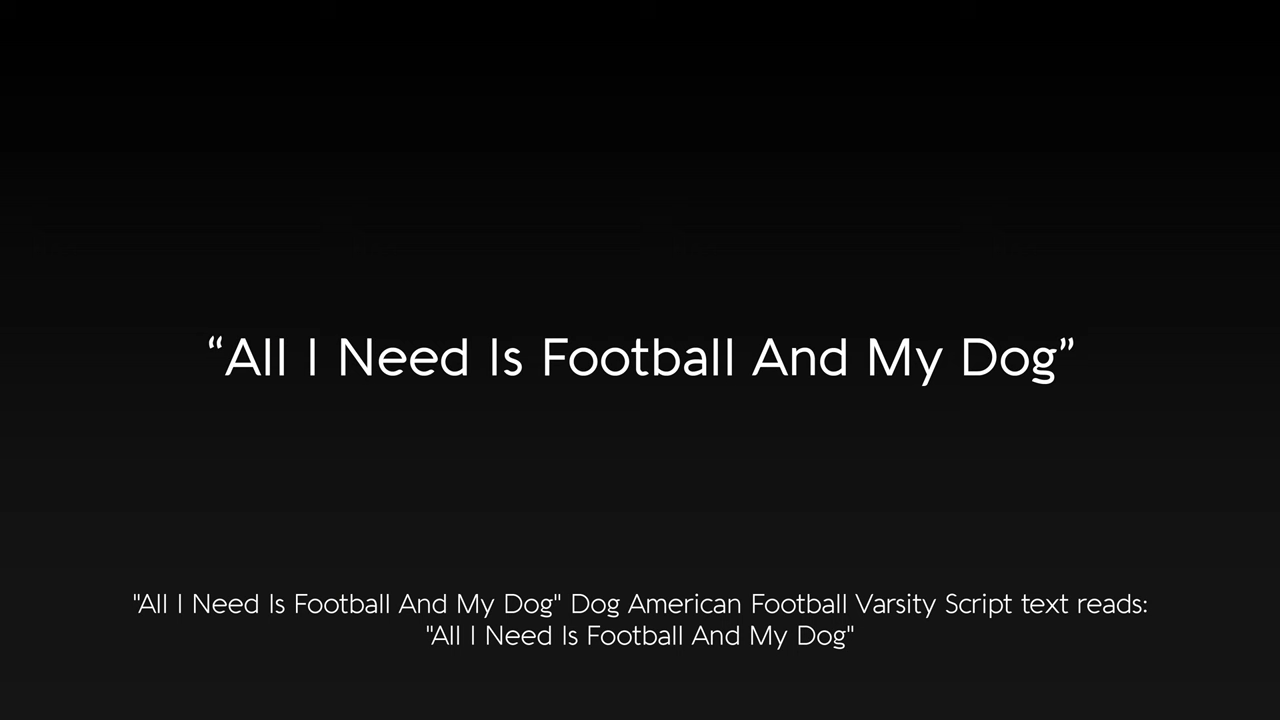 “All I Need Is Football And My Dog”
"All I Need Is Football And My Dog" Dog American Football Varsity Script text reads:
"All I Need Is Football And My Dog"